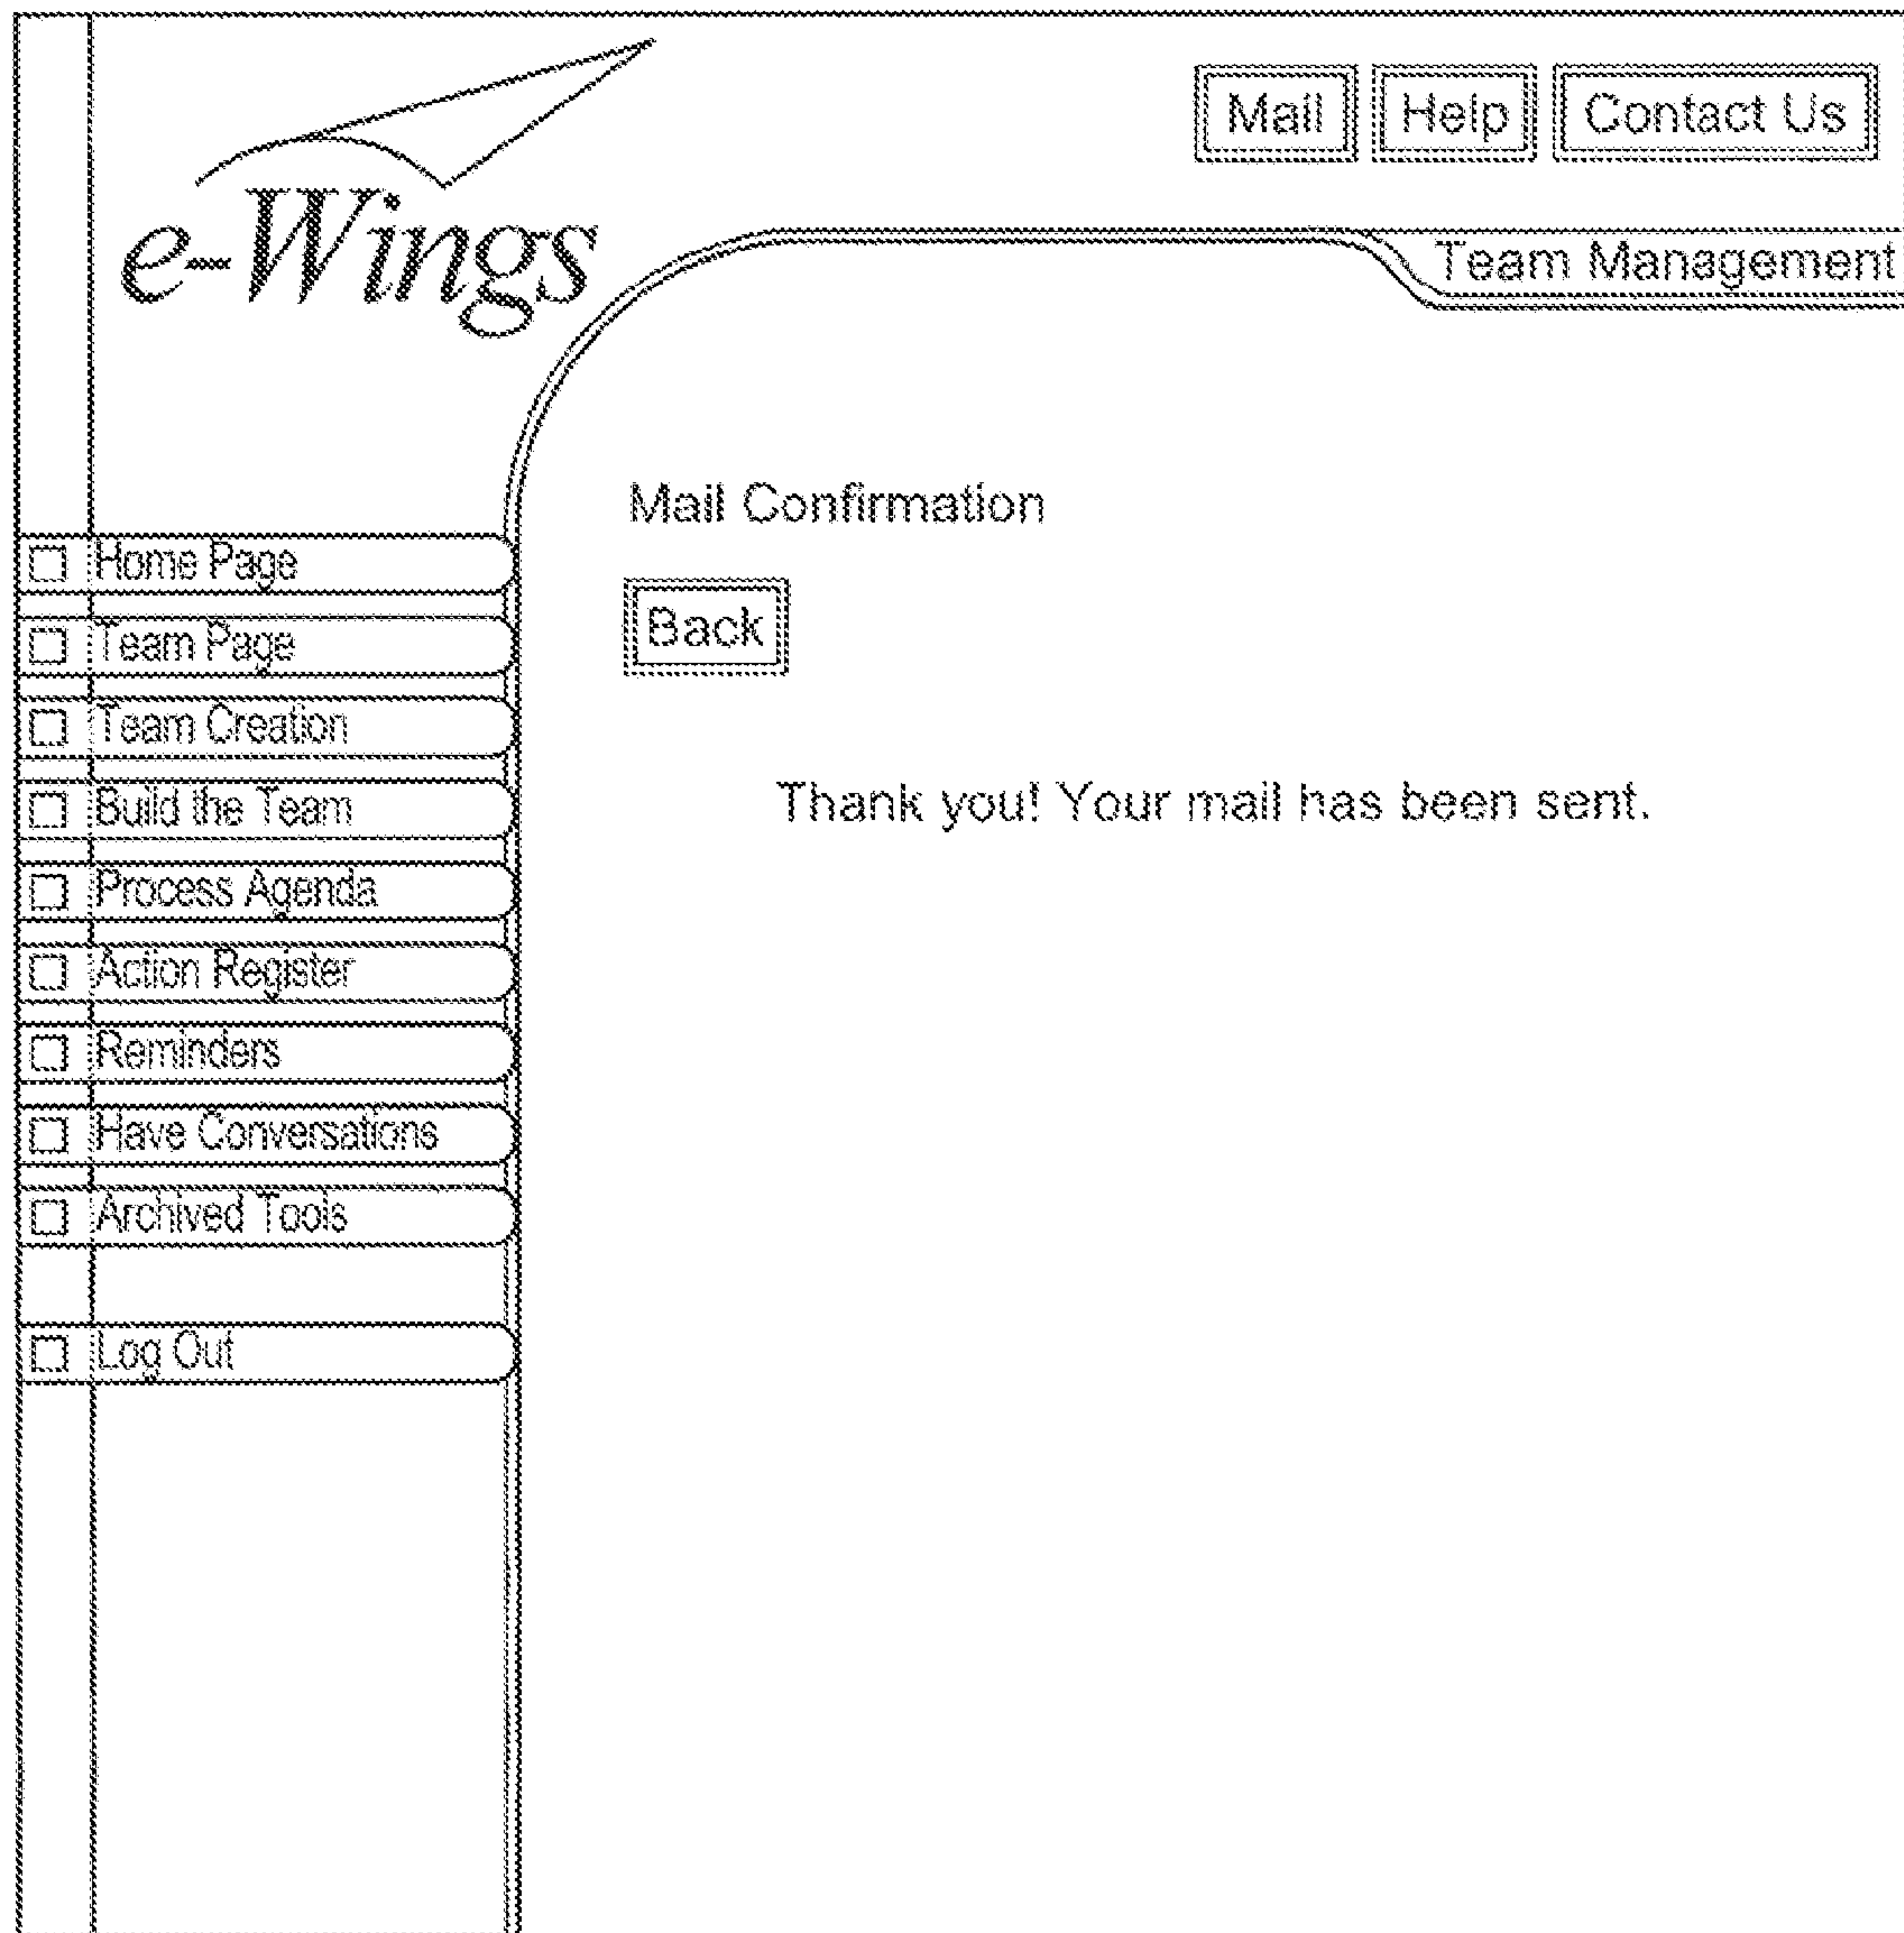 Mail Help Contact Us
e-Wings
Team Management
Mail Confirmation
Home Page
Back
Team Page
Team Creation
Build the Team
Thank you! Your mail has been sent.
Process Agenda
Action Register
Reminders
Have Conversations
Archived Tools
Log Out